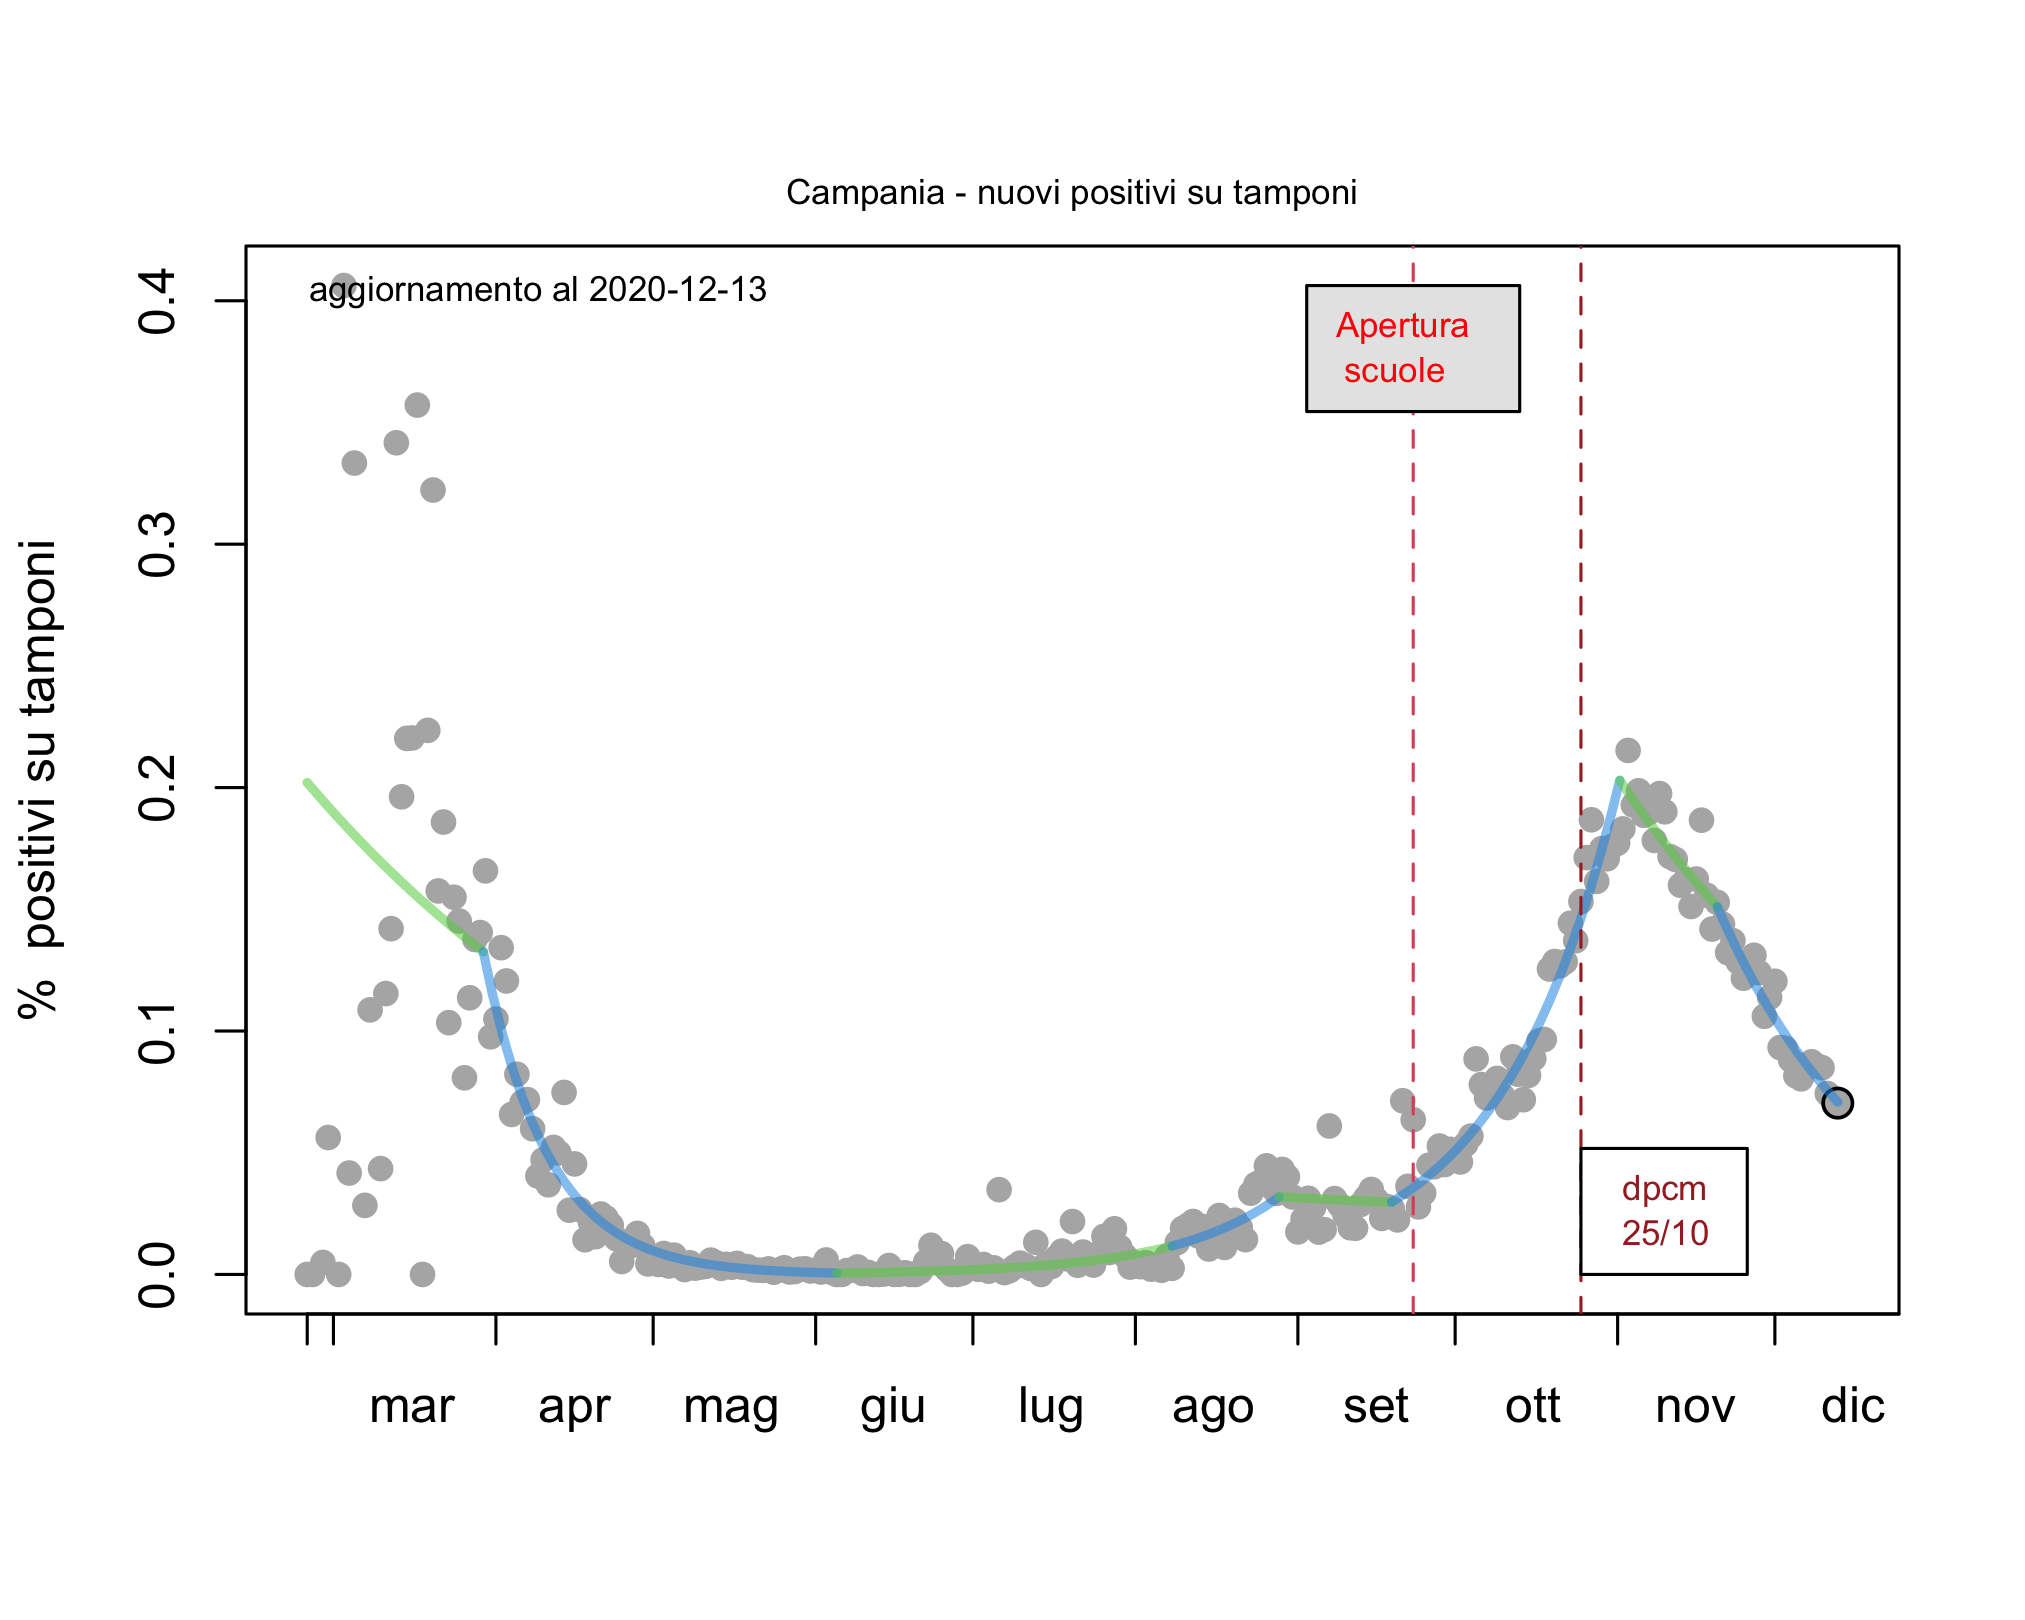 Campania - nuovi positivi su tamponi
aggiornamento al 2020-12-13
Apertura
scuole
dpcm
25/10
% positivi su tamponi
0.4
0.3
0.2
0.1
0.0
mar apr mag giu lug ago set ott nov dic